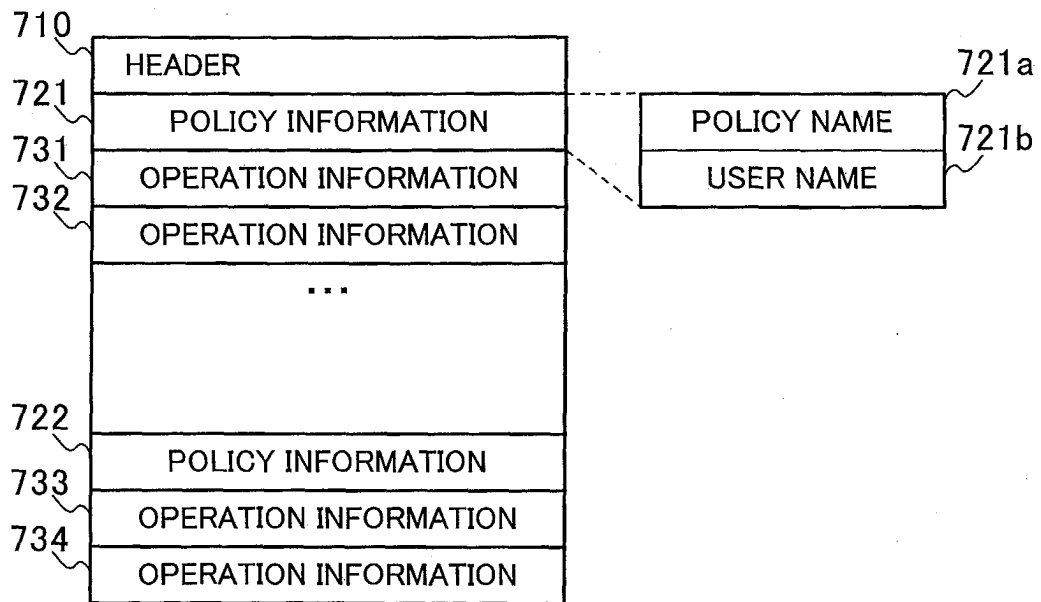 710
HEADER
721a
721
POLICY INFORMATION
POLICY NAME
721b
731
OPERATION INFORMATION
USER NAME
732
OPERATION INFORMATION
...
722
POLICY INFORMATION
733
OPERATION INFORMATION
734
OPERATION INFORMATION